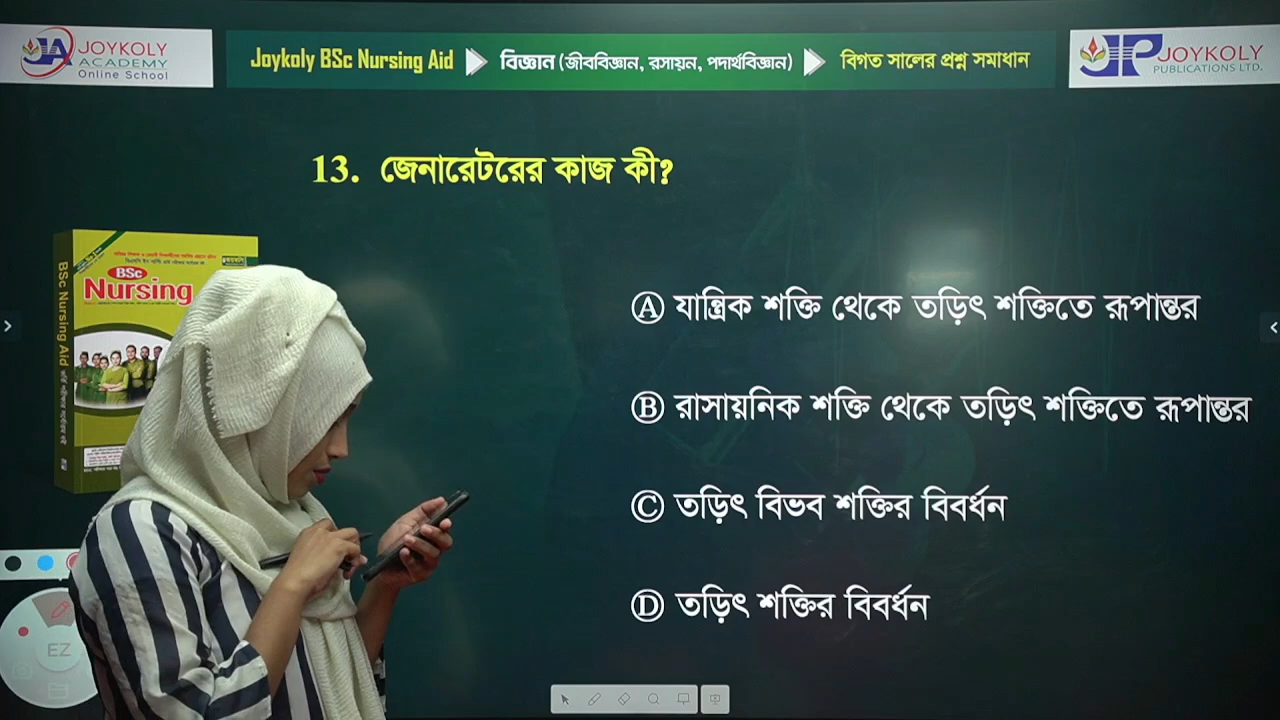 JA JOYKOLY
ACADEMY
Online School
Joykoly BSc Nursing Aid
বিজ্ঞান (জীববিজ্ঞান, রসায়ন, পদার্থবিজ্ঞান)
বিগত সালের প্রশ্ন সমাধান
JP JOYKOLY
PUBLICATIONS LTD.
13. জেনারেটরের কাজ কী?
BSc
Nursing
BSc Nursing Aid
A যান্ত্রিক শক্তি থেকে তড়িৎ শক্তিতে রূপান্তর
B রাসায়নিক শক্তি থেকে তড়িৎ শক্তিতে রূপান্তর
C তড়িৎ বিভব শক্তির বিবর্ধন
D তড়িৎ শক্তির বিবর্ধন
EZ